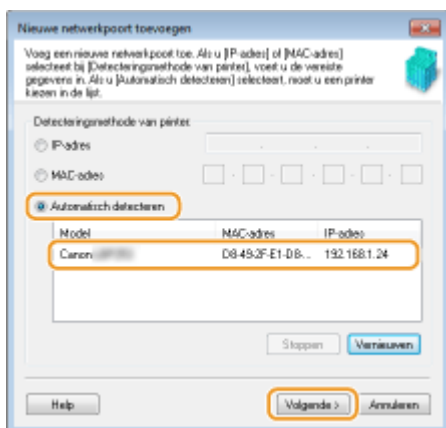 Nieuwe netwerkpoort toevoegen
Voeg een nieuwe netwerkpoort toe. Als u [IP-adres] of [MAC-adres]
selecteert bij [Detecteringsmethode van printer], voert u de vereiste
gegevens in. Als u [Automatisch detecteren] selecteert, moet u een printer
kiezen in de lijst.
Detecteringsmethode van printer
IP-adres
MAC-adres
Automatisch detecteren
Model MAC-adres IP-adres
Canon D8-49-2F-E1-D8-... 192.168.1.24
Stoppen Vernieuwen
Help Volgende > Annuleren